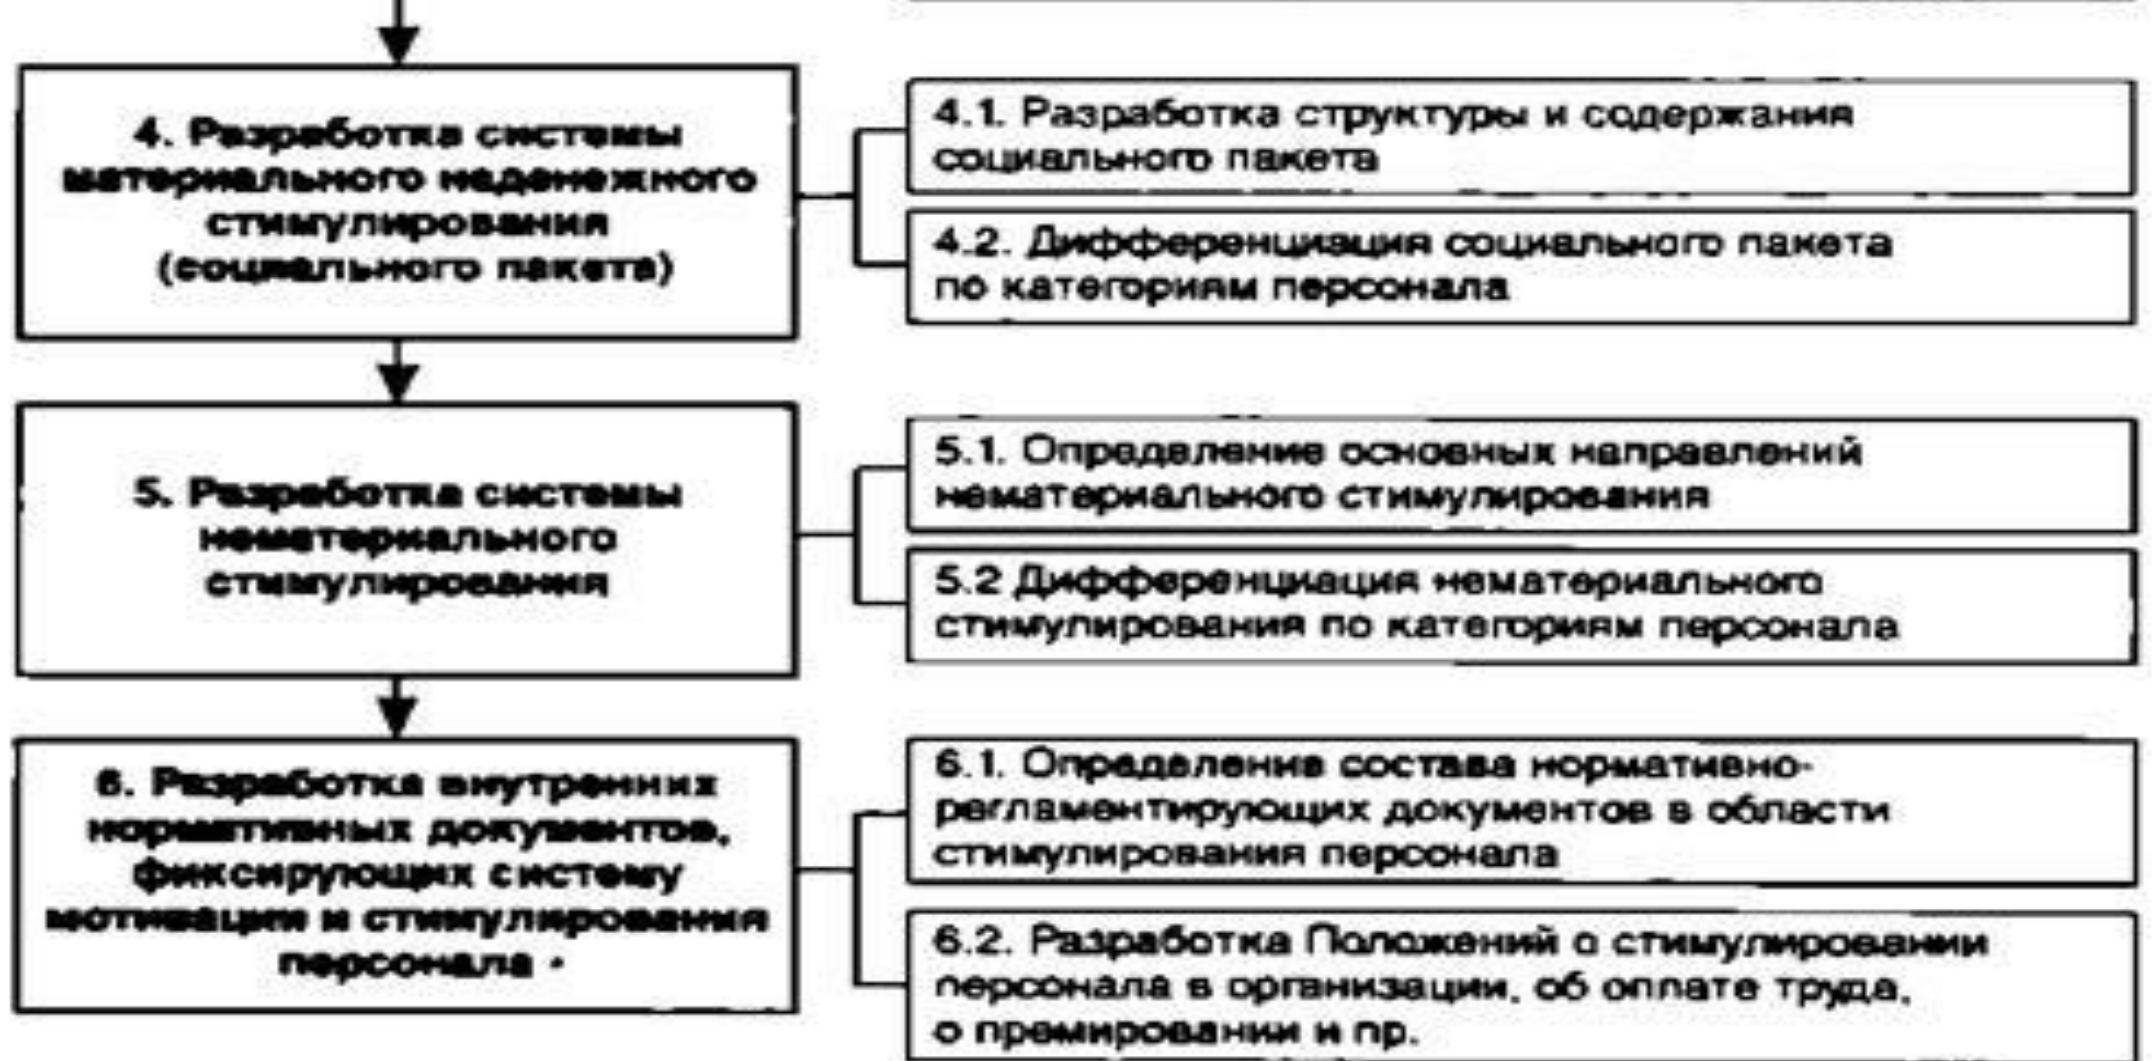 4. Разработка системы
материального неденежного
стимулирования
(социального пакета)
4.1. Разработка структуры и содержания
социального пакета
4.2. Дифференциация социального пакета
по категориям персонала
5. Разработка системы
нематериального
стимулирования
5.1. Определение основных направлений
нематериального стимулирования
5.2 Дифференциация нематериального
стимулирования по категориям персонала
6. Разработка внутренних
нормативных документов,
фиксирующих систему
мотивации и стимулирования
персонала
6.1. Определение состава нормативно-
регламентирующих документов в области
стимулирования персонала
6.2. Разработка Положений о стимулировании
персонала в организации, об оплате труда,
о премировании и пр.